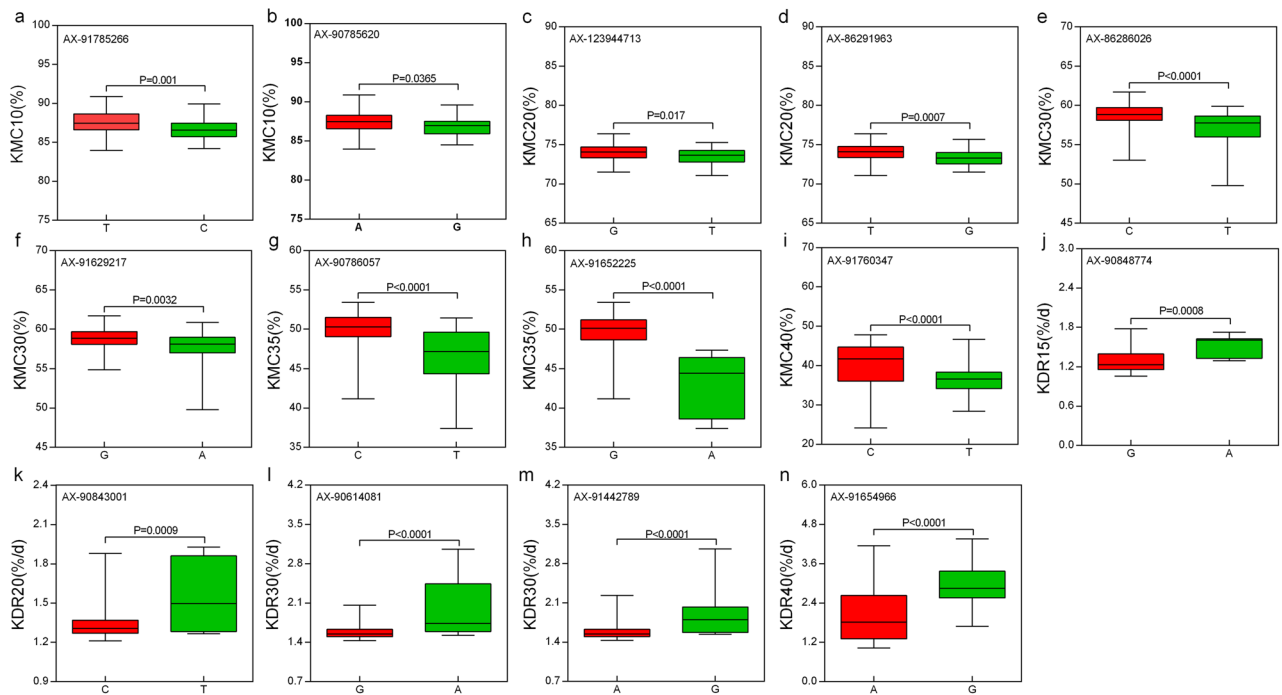 a
AX-91785266
P=0.001
KMC10(%)
100
95
90
85
80
75
T C
b
AX-90785620
P=0.0365
KMC10(%)
100
95
90
85
80
75
A G
c
AX-123944713
P=0.017
KMC20(%)
90
85
80
75
70
65
G T
d
AX-86291963
P=0.0007
KMC20(%)
90
85
80
75
70
65
T G
e
AX-86286026
P<0.0001
KMC30(%)
70
65
60
55
50
45
C T
f
AX-91629217
P=0.0032
KMC30(%)
70
65
60
55
50
45
G A
g
AX-90786057
P<0.0001
KMC35(%)
60
55
50
45
40
35
C T
h
AX-91652225
P<0.0001
KMC35(%)
60
55
50
45
40
35
G A
i
AX-91760347
P<0.0001
KMC40(%)
70
60
50
40
30
20
C T
j
AX-90848774
P=0.0008
KDR15(%/d)
3.0
2.4
1.8
1.2
0.6
0.0
G A
k
AX-90843001
P=0.0009
KDR20(%/d)
2.4
2.1
1.8
1.5
1.2
0.9
C T
l
AX-90614081
P<0.0001
KDR30(%/d)
4.2
3.5
2.8
2.1
1.4
0.7
G A
m
AX-91442789
P<0.0001
KDR30(%/d)
4.2
3.5
2.8
2.1
1.4
0.7
A G
n
AX-91654966
P<0.0001
KDR40(%/d)
6.0
4.8
3.6
2.4
1.2
0.0
A G